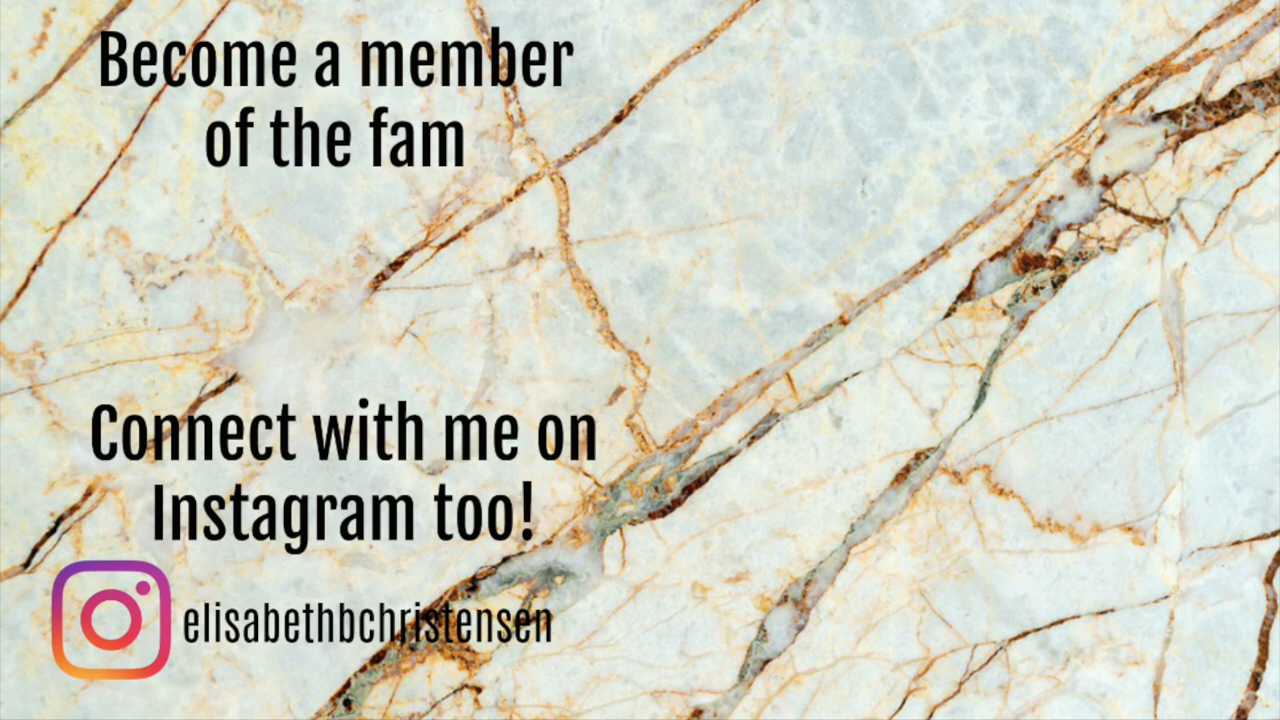 Become a member
of the fam
Connect with me on
Instagram too!
elisabethbchristensen